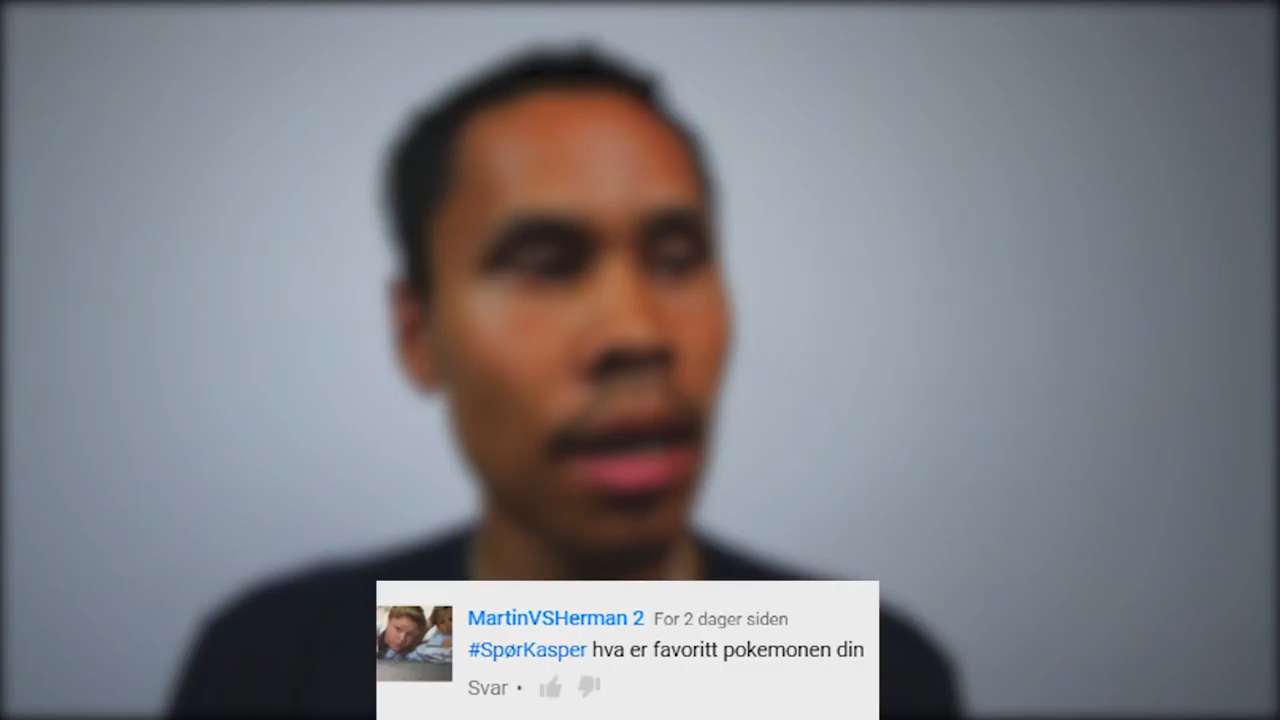 MartinVSHerman 2 For 2 dager siden
#SpørKasper hva er favoritt pokemonen din
Svar •